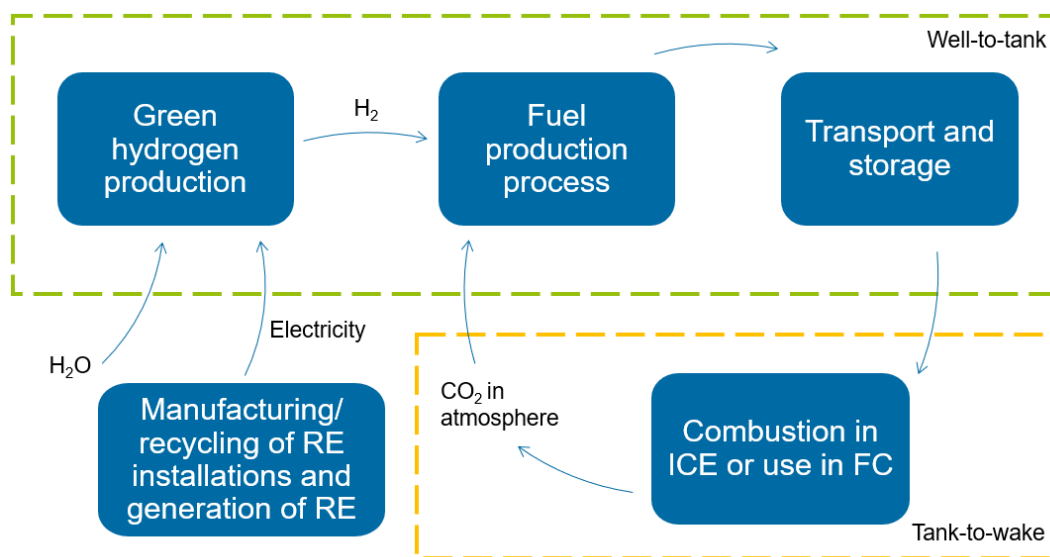 Well-to-tank
Green
hydrogen
production
H₂
Fuel
production
process
Transport and
storage
H₂O
Electricity
Manufacturing/
recycling of RE
installations and
generation of RE
CO₂ in
atmosphere
Combustion in
ICE or use in FC
Tank-to-wake